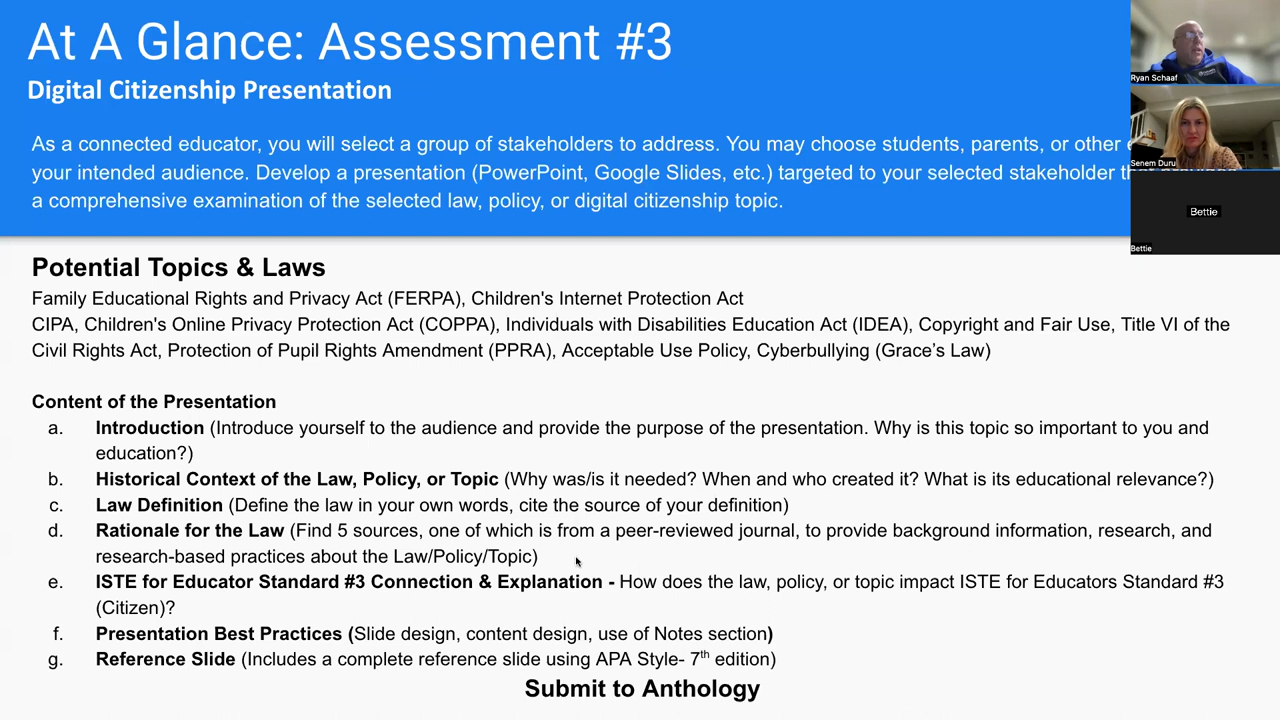 At A Glance: Assessment #3
Digital Citizenship Presentation
As a connected educator, you will select a group of stakeholders to address. You may choose students, parents, or other
your intended audience. Develop a presentation (PowerPoint, Google Slides, etc.) targeted to your selected stakeholder
a comprehensive examination of the selected law, policy, or digital citizenship topic.
Ryan Schaaf
Senem Duru
Bettie
Bettie
Potential Topics & Laws
Family Educational Rights and Privacy Act (FERPA), Children's Internet Protection Act
CIPA, Children's Online Privacy Protection Act (COPPA), Individuals with Disabilities Education Act (IDEA), Copyright and Fair Use, Title VI of the
Civil Rights Act, Protection of Pupil Rights Amendment (PPRA), Acceptable Use Policy, Cyberbullying (Grace’s Law)
Content of the Presentation
a. Introduction (Introduce yourself to the audience and provide the purpose of the presentation. Why is this topic so important to you and
education?)
b. Historical Context of the Law, Policy, or Topic (Why was/is it needed? When and who created it? What is its educational relevance?)
c. Law Definition (Define the law in your own words, cite the source of your definition)
d. Rationale for the Law (Find 5 sources, one of which is from a peer-reviewed journal, to provide background information, research, and
research-based practices about the Law/Policy/Topic)
e. ISTE for Educator Standard #3 Connection & Explanation - How does the law, policy, or topic impact ISTE for Educators Standard #3
(Citizen)?
f. Presentation Best Practices (Slide design, content design, use of Notes section)
g. Reference Slide (Includes a complete reference slide using APA Style- 7th edition)
Submit to Anthology